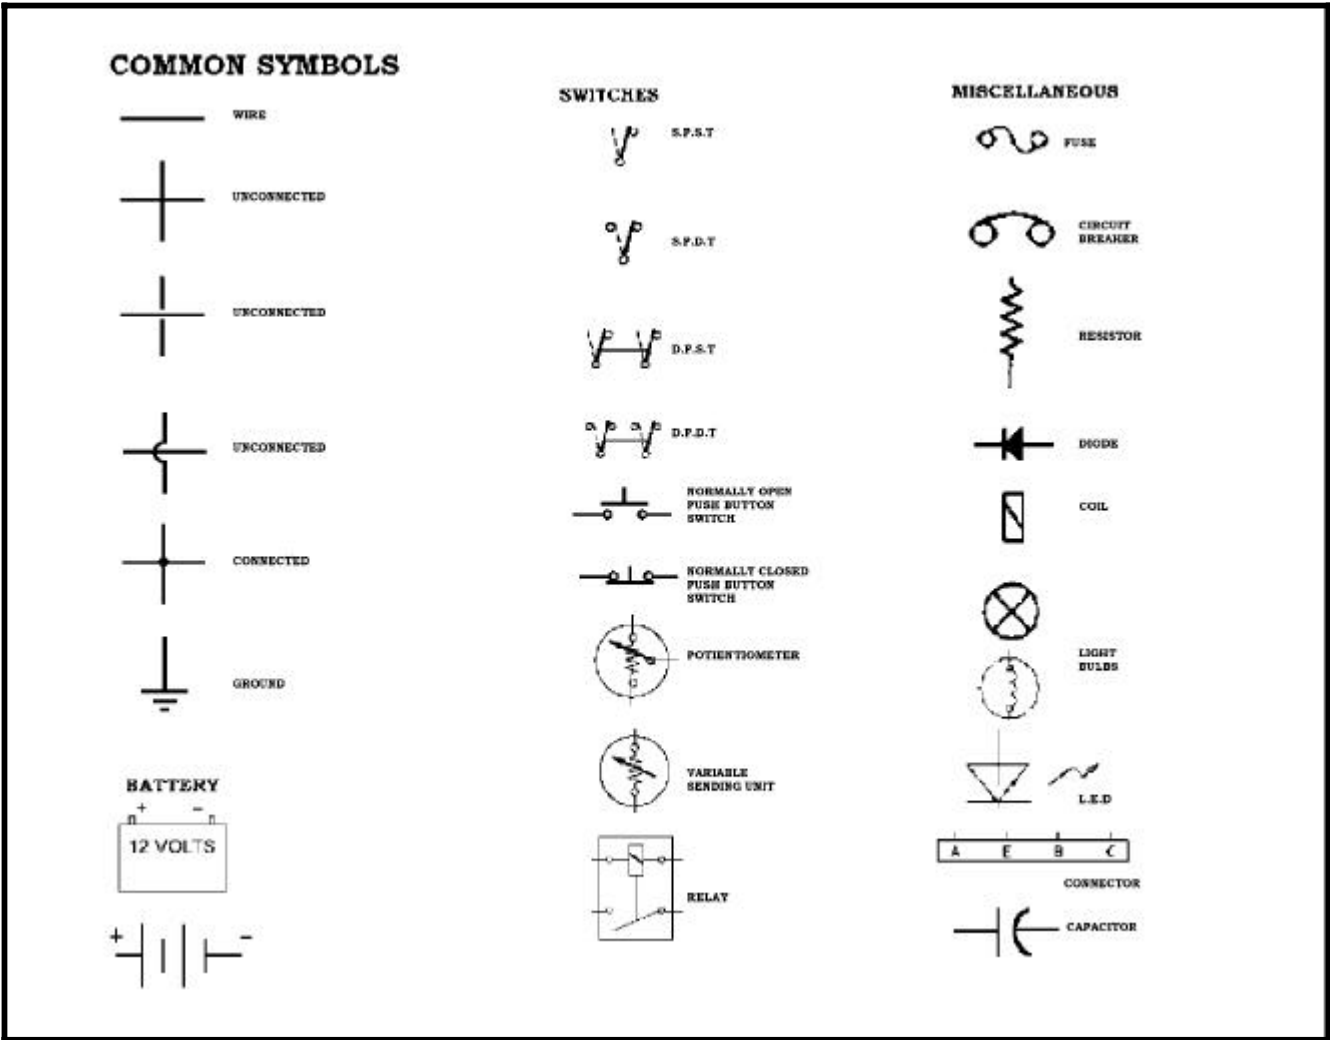 COMMON SYMBOLS
WIRE
UNCONNECTED
UNCONNECTED
UNCONNECTED
CONNECTED
GROUND
BATTERY
+ -
12 VOLTS
+ -
SWITCHES
S.P.S.T
S.P.D.T
D.P.S.T
D.P.D.T
NORMALLY OPEN
PUSH BUTTON
SWITCH
NORMALLY CLOSED
PUSH BUTTON
SWITCH
POTIENTIOMETER
VARIABLE
SENDING UNIT
RELAY
MISCELLANEOUS
FUSE
CIRCUIT
BREAKER
RESISTOR
DIODE
COIL
LIGHT
BULBS
L.E.D
A E B C
CONNECTOR
CAPACITOR